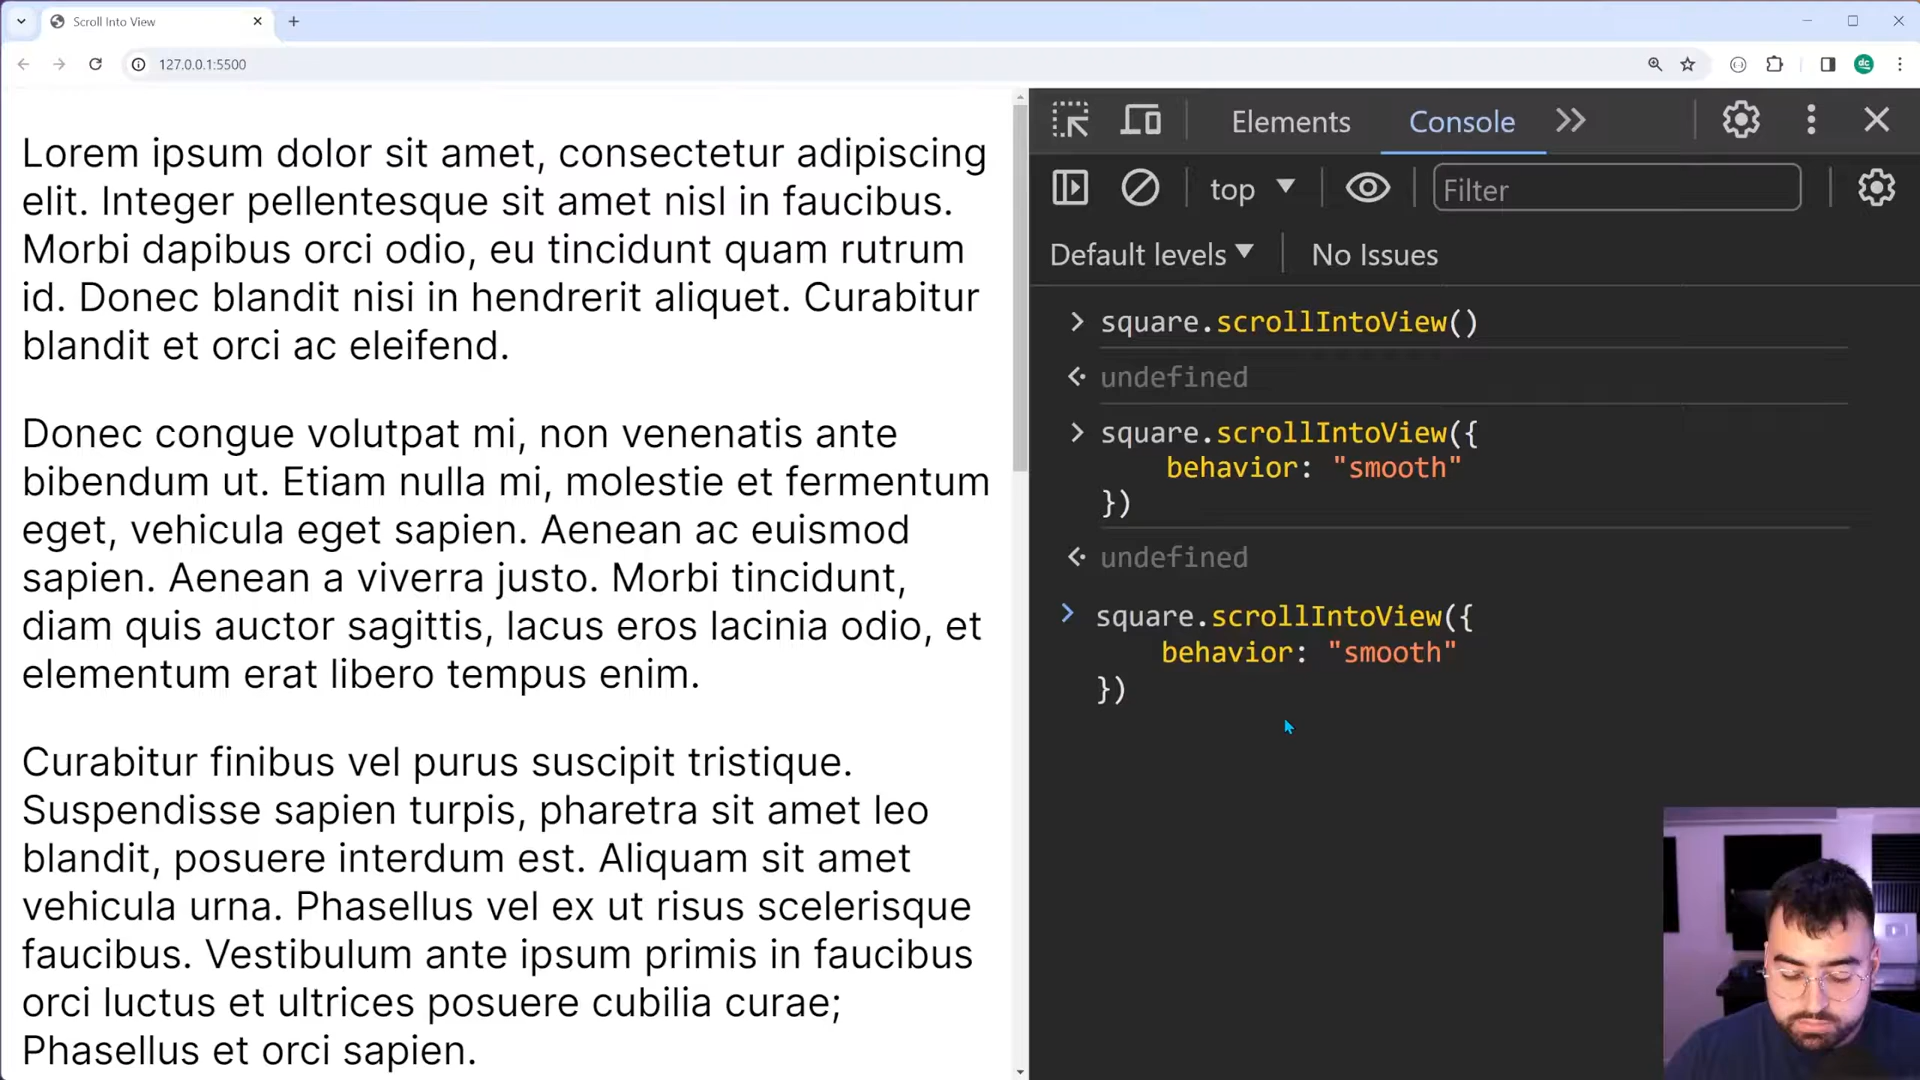 Scroll Into View
127.0.0.1:5500
dc
Lorem ipsum dolor sit amet, consectetur adipiscing
elit. Integer pellentesque sit amet nisl in faucibus.
Morbi dapibus orci odio, eu tincidunt quam rutrum
id. Donec blandit nisi in hendrerit aliquet. Curabitur
blandit et orci ac eleifend.
Donec congue volutpat mi, non venenatis ante
bibendum ut. Etiam nulla mi, molestie et fermentum
eget, vehicula eget sapien. Aenean ac euismod
sapien. Aenean a viverra justo. Morbi tincidunt,
diam quis auctor sagittis, lacus eros lacinia odio, et
elementum erat libero tempus enim.
Curabitur finibus vel purus suscipit tristique.
Suspendisse sapien turpis, pharetra sit amet leo
blandit, posuere interdum est. Aliquam sit amet
vehicula urna. Phasellus vel ex ut risus scelerisque
faucibus. Vestibulum ante ipsum primis in faucibus
orci luctus et ultrices posuere cubilia curae;
Phasellus et orci sapien.
Elements Console
top Filter
Default levels No Issues
square.scrollIntoView()
undefined
square.scrollIntoView({
behavior: "smooth"
})
undefined
square.scrollIntoView({
behavior: "smooth"
})